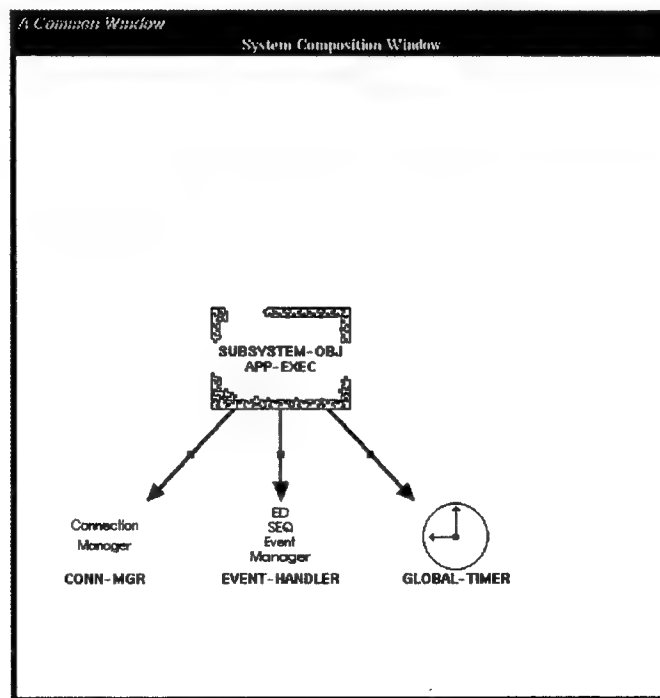 A Common Window
System Composition Window
SUBSYSTEM-OBJ
APP-EXEC
Connection
Manager
CONN-MGR
ED
SEQ
Event
Manager
EVENT-HANDLER
GLOBAL-TIMER